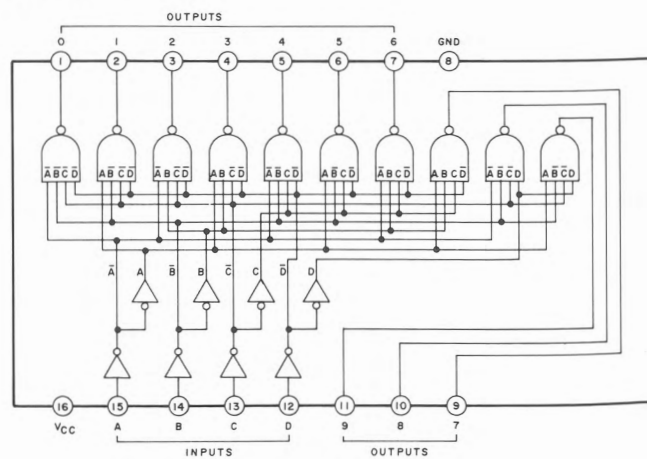 OUTPUTS
0 1 2 3 4 5 6 GND
1 2 3 4 5 6 7 8
A̅B̅C̅D̅ ABC̅D̅ A̅BC̅D̅ ABC̅D̅ A̅B̅CD̅ AB̅CD̅ A̅BCD̅ ABCD A̅B̅C̅D AB̅C̅D
A̅ A B̅ B C̅ C D̅ D
16 15 14 13 12 11 10 9
VCC A B C D 9 8 7
INPUTS OUTPUTS